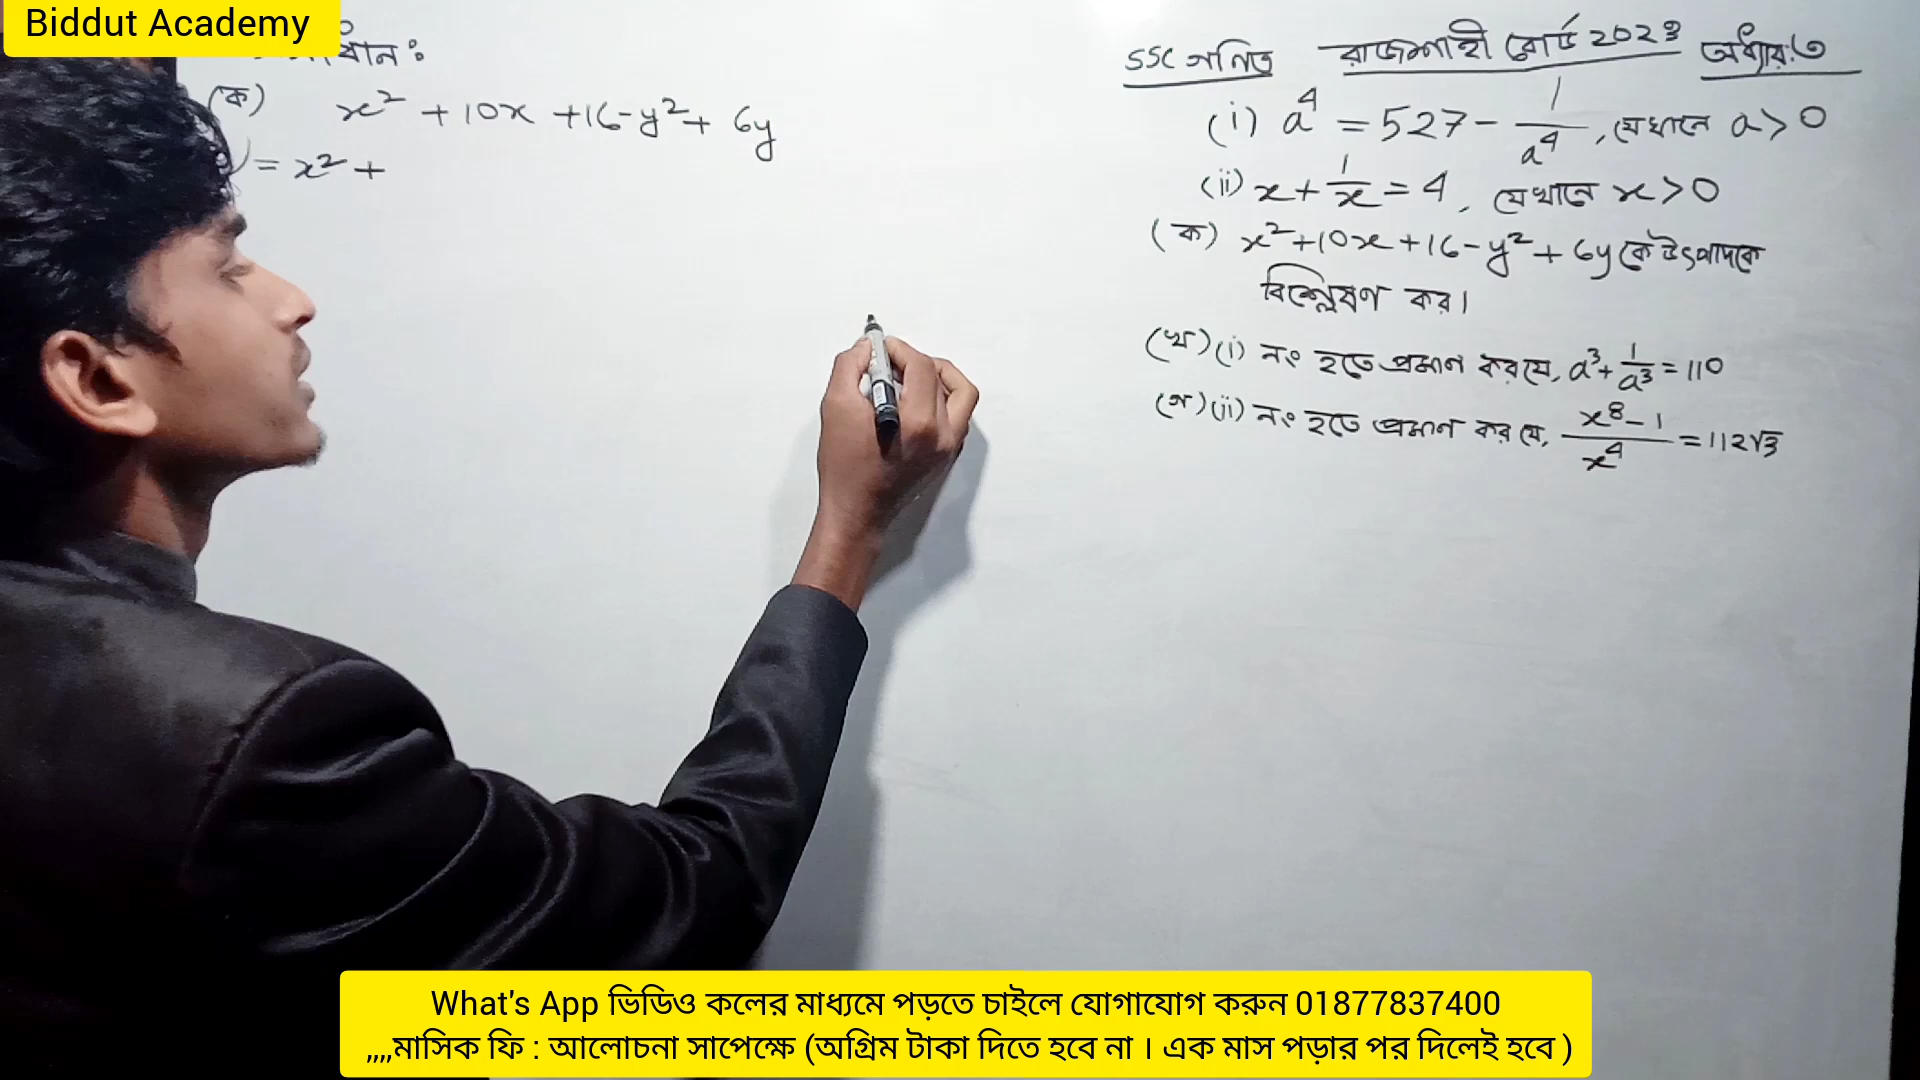 Biddut Academy
(ক) x² + 10x + 16 - y² + 6y
= x² +
SSC গণিত রাজশাহী বোর্ড 2023 অধ্যায়:৩
(i) a⁴ = 527 - 1/a⁴, যেখানে a > 0
(ii) x + 1/x = 4, যেখানে x > 0
(ক) x² + 10x + 16 - y² + 6y কে উৎপাদকে
বিশ্লেষণ কর।
(খ) (i) নং হতে প্রমাণ কর যে, a³ + 1/a³ = 110
(গ) (ii) নং হতে প্রমাণ কর যে, (x⁸ - 1)/x⁴ = 112√3
What's App ভিডিও কলের মাধ্যমে পড়তে চাইলে যোগাযোগ করুন 01877837400
,,,,মাসিক ফি : আলোচনা সাপেক্ষে (অগ্রিম টাকা দিতে হবে না । এক মাস পড়ার পর দিলেই হবে )